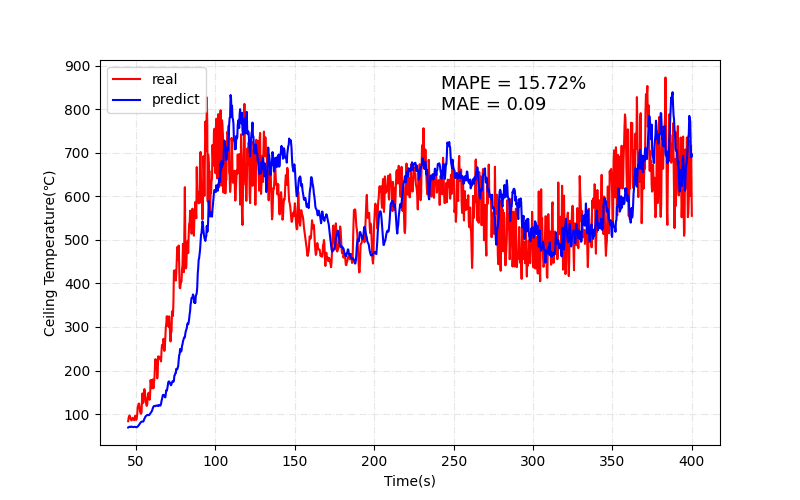 900
800
700
600
500
400
300
200
100
Ceiling Temperature(℃)
real
predict
MAPE = 15.72%
MAE = 0.09
50
100
150
200
250
300
350
400
Time(s)